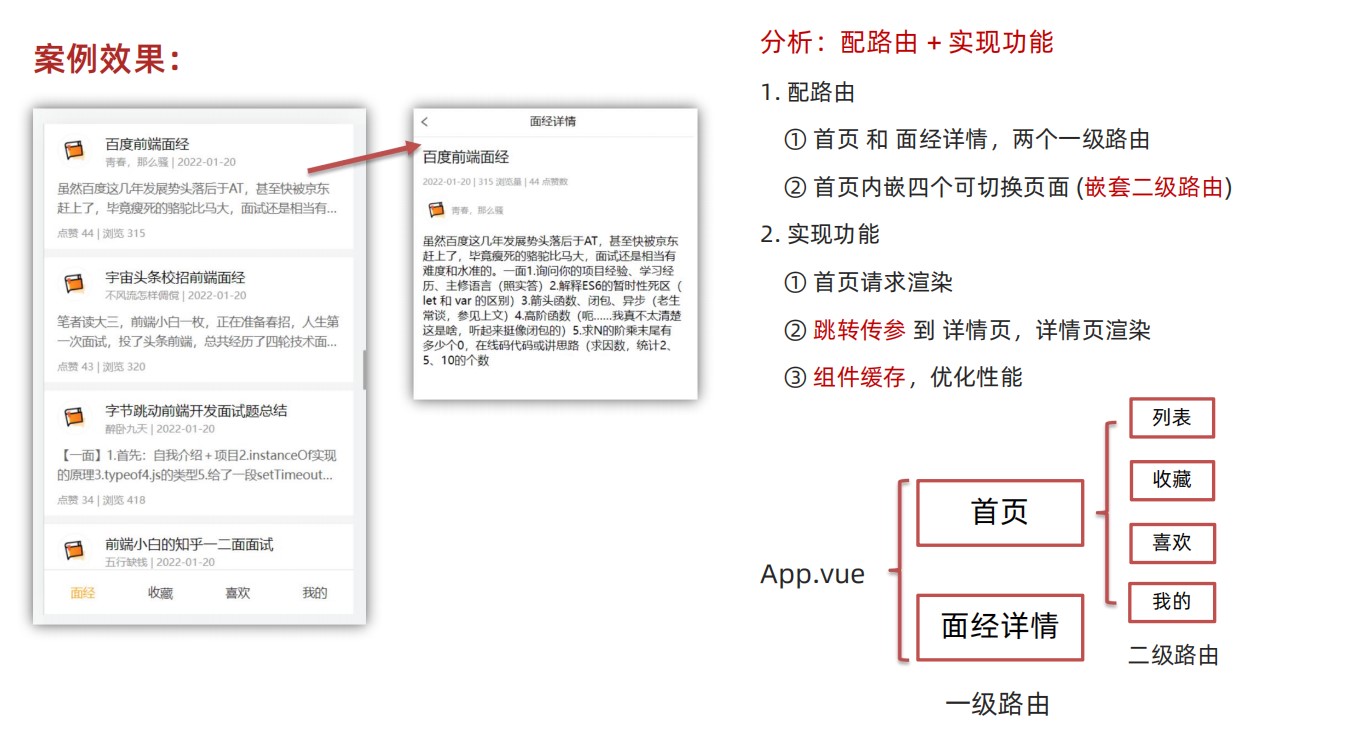 案例效果：
百度前端面经
青春，那么骚 | 2022-01-20
虽然百度这几年发展势头落后于AT，甚至快被京东
赶上了，毕竟瘦死的骆驼比马大，面试还是相当有...
点赞 44 | 浏览 315
宇宙头条校招前端面经
不风流怎样倜傥 | 2022-01-20
笔者读大三，前端小白一枚，正在准备春招，人生第
一次面试，投了头条前端，总共经历了四轮技术面...
点赞 43 | 浏览 320
字节跳动前端开发面试题总结
醉卧九天 | 2022-01-20
【一面】1.首先：自我介绍＋项目2.instanceOf实现
的原理3.typeof4.js的类型5.给了一段setTimeout...
点赞 34 | 浏览 418
前端小白的知乎一二面面试
五行缺钱 | 2022-01-20
面经 收藏 喜欢 我的
< 面经详情
百度前端面经
2022-01-20 | 315 浏览量 | 44 点赞数
青春，那么骚
虽然百度这几年发展势头落后于AT，甚至快被京东
赶上了，毕竟瘦死的骆驼比马大，面试还是相当有
难度和水准的。一面1.询问你的项目经验、学习经
历、主修语言（照实答）2.解释ES6的暂时性死区（
let 和 var 的区别）3.箭头函数、闭包、异步（老生
常谈，参见上文）4.高阶函数（呃......我真不太清楚
这是啥，听起来挺像闭包的）5.求N的阶乘末尾有
多少个0，在线码代码或讲思路（求因数，统计2、
5、10的个数
分析：配路由 + 实现功能
1. 配路由
① 首页 和 面经详情，两个一级路由
② 首页内嵌四个可切换页面 (嵌套二级路由)
2. 实现功能
① 首页请求渲染
② 跳转传参 到 详情页，详情页渲染
③ 组件缓存，优化性能
App.vue
首页
面经详情
一级路由
列表
收藏
喜欢
我的
二级路由